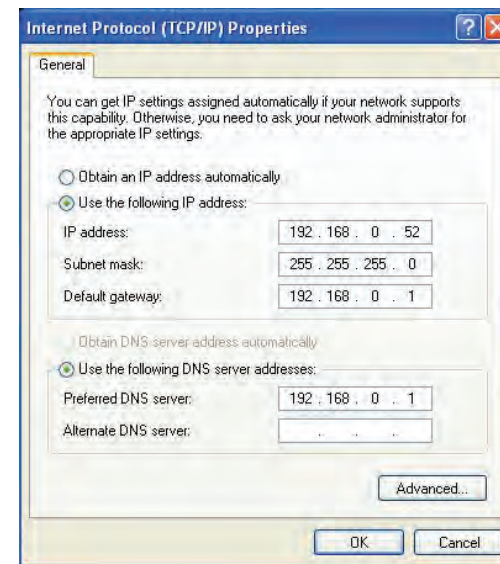 Internet Protocol (TCP/IP) Properties
General
You can get IP settings assigned automatically if your network supports
this capability. Otherwise, you need to ask your network administrator for
the appropriate IP settings.
Obtain an IP address automatically
Use the following IP address:
IP address: 192 . 168 . 0 . 52
Subnet mask: 255 . 255 . 255 . 0
Default gateway: 192 . 168 . 0 . 1
Obtain DNS server address automatically
Use the following DNS server addresses:
Preferred DNS server: 192 . 168 . 0 . 1
Alternate DNS server: . . .
Advanced...
OK Cancel